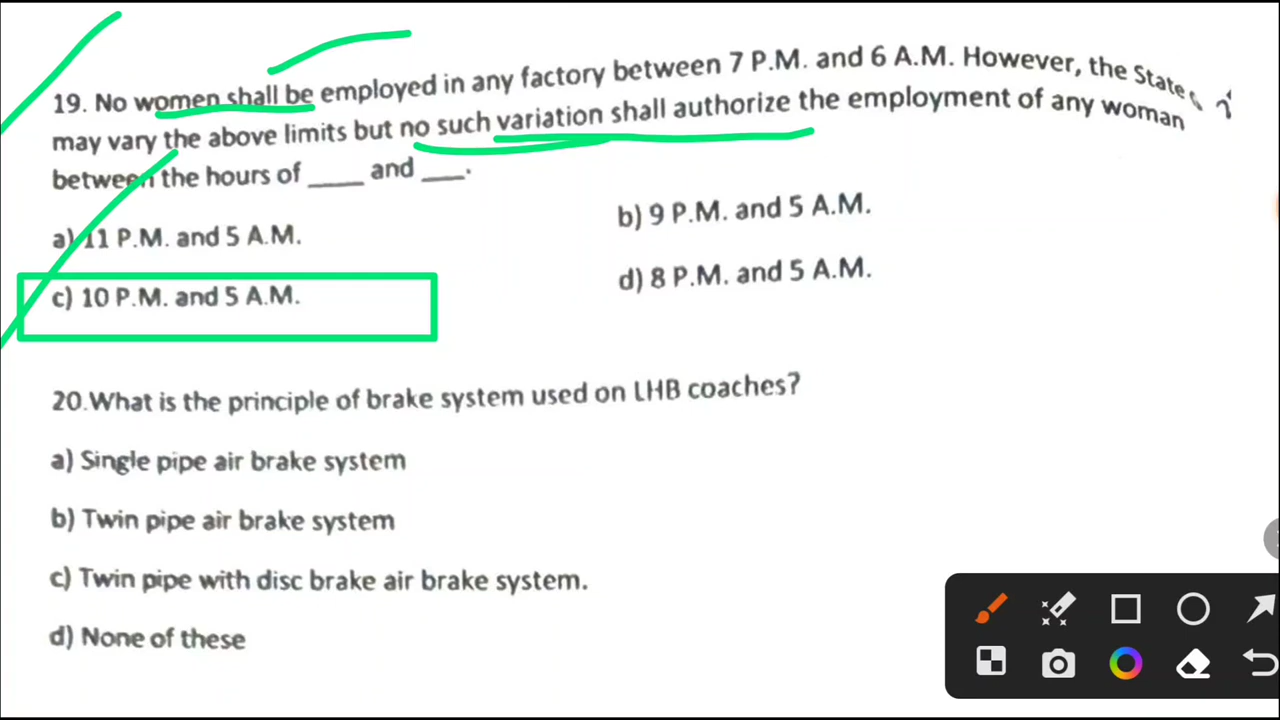 19. No women shall be employed in any factory between 7 P.M. and 6 A.M. However, the State
may vary the above limits but no such variation shall authorize the employment of any woman
between the hours of ____ and ___.
a) 11 P.M. and 5 A.M.
b) 9 P.M. and 5 A.M.
c) 10 P.M. and 5 A.M.
d) 8 P.M. and 5 A.M.
20.What is the principle of brake system used on LHB coaches?
a) Single pipe air brake system
b) Twin pipe air brake system
c) Twin pipe with disc brake air brake system.
d) None of these